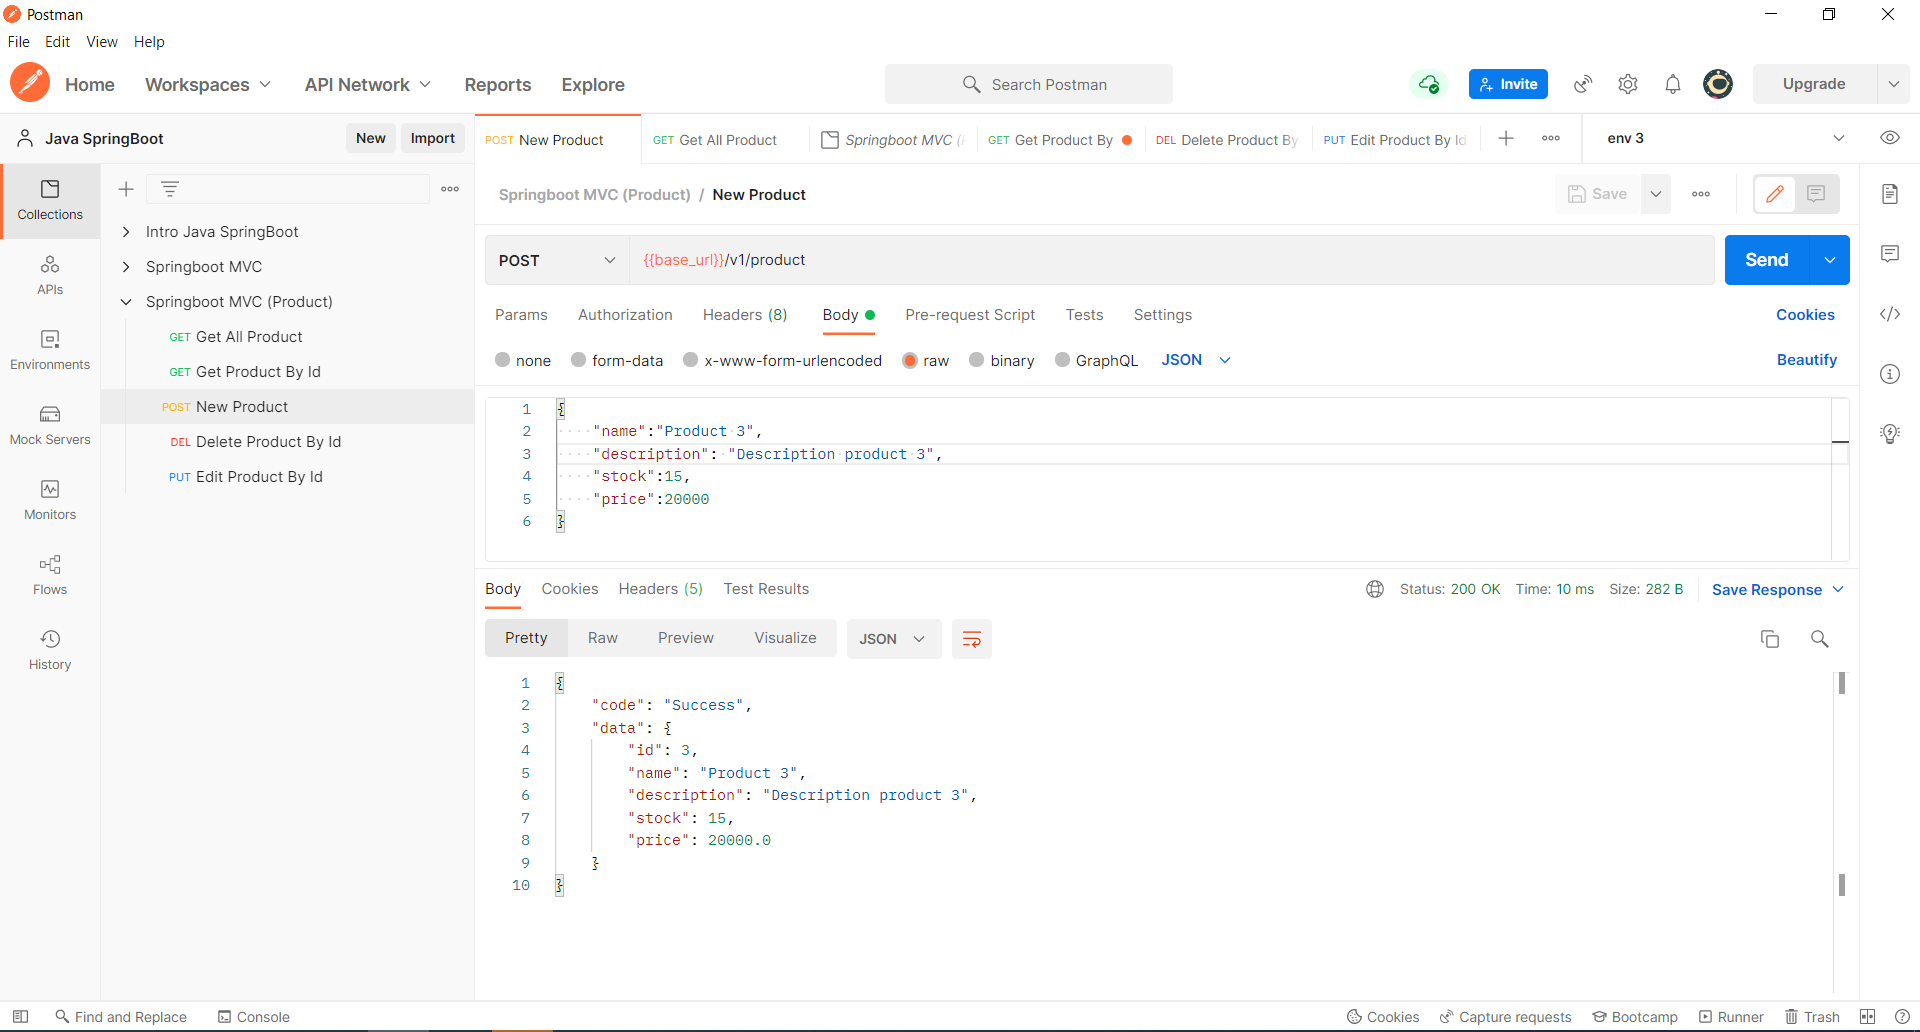 Postman
File Edit View Help
Home Workspaces API Network Reports Explore Search Postman Invite Upgrade
Java SpringBoot New Import
POST New Product GET Get All Product Springboot MVC ( GET Get Product By DEL Delete Product By PUT Edit Product By Id env 3
Collections
APIs
Environments
Mock Servers
Monitors
Flows
History
Intro Java SpringBoot
Springboot MVC
Springboot MVC (Product)
GET Get All Product
GET Get Product By Id
POST New Product
DEL Delete Product By Id
PUT Edit Product By Id
Springboot MVC (Product) / New Product Save
POST {{base_url}}/v1/product Send
Params Authorization Headers (8) Body Pre-request Script Tests Settings Cookies
none form-data x-www-form-urlencoded raw binary GraphQL JSON Beautify
1 {
2 "name":"Product 3",
3 "description": "Description product 3",
4 "stock":15,
5 "price":20000
6 }
Body Cookies Headers (5) Test Results Status: 200 OK Time: 10 ms Size: 282 B Save Response
Pretty Raw Preview Visualize JSON
1 {
2 "code": "Success",
3 "data": {
4 "id": 3,
5 "name": "Product 3",
6 "description": "Description product 3",
7 "stock": 15,
8 "price": 20000.0
9 }
10 }
Find and Replace Console Cookies Capture requests Bootcamp Runner Trash